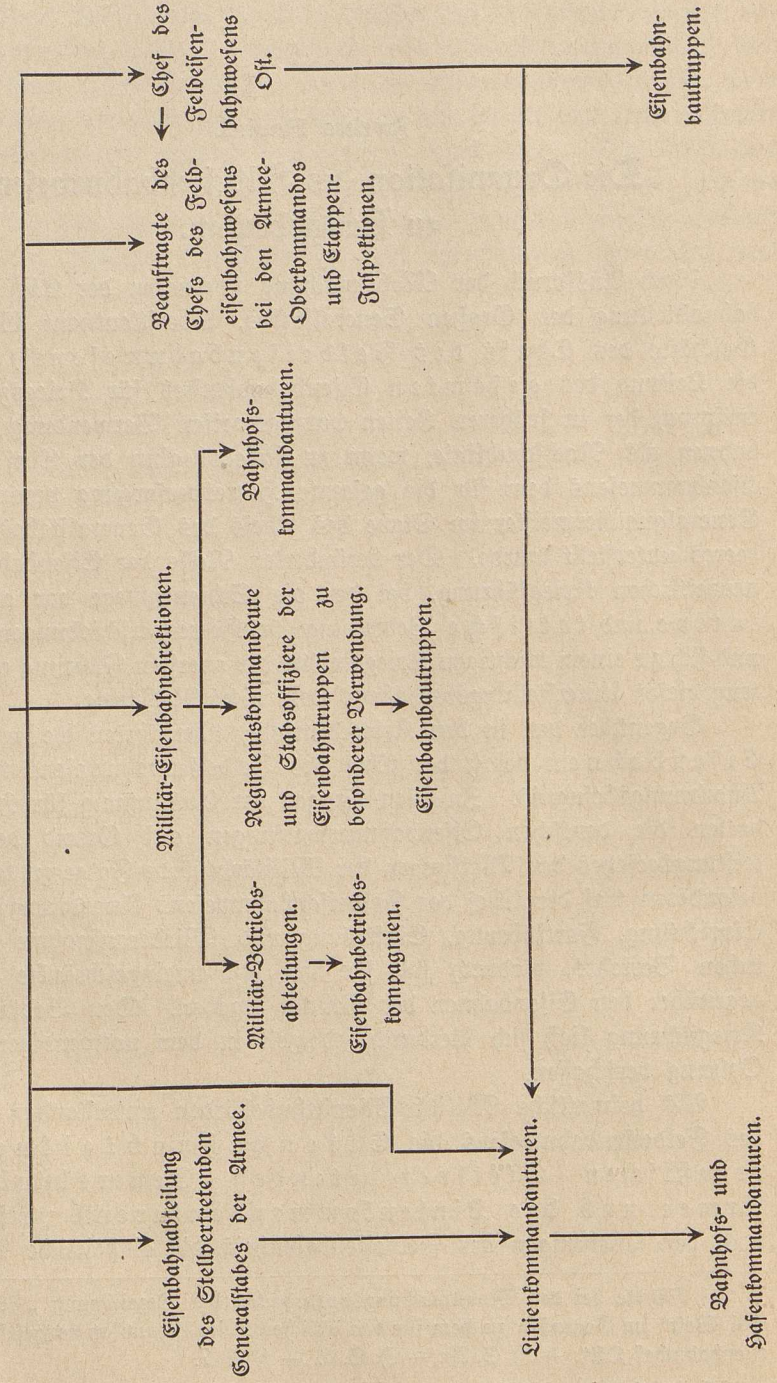 Eisenbahnabteilung
des Stellvertretenden
Generalstabes der Armee.
Militär-Eisenbahndirektionen.
Beauftragte des
Chefs des Feld-
eisenbahnwesens
bei den Armee-
Oberkommandos
und Etappen-
Inspektionen.
← Chef des
Feldeisen-
bahnwesens
Ost.
Militär-Betriebs-
abteilungen.
Eisenbahnbetriebs-
kompagnien.
Regimentskommandeure
und Stabsoffiziere der
Eisenbahntruppen zu
besonderer Verwendung.
Eisenbahnbautruppen.
Bahnhofs-
kommandanturen.
Linienkommandanturen.
Bahnhofs- und
Hafenkommandanturen.
Eisenbahn-
bautruppen.